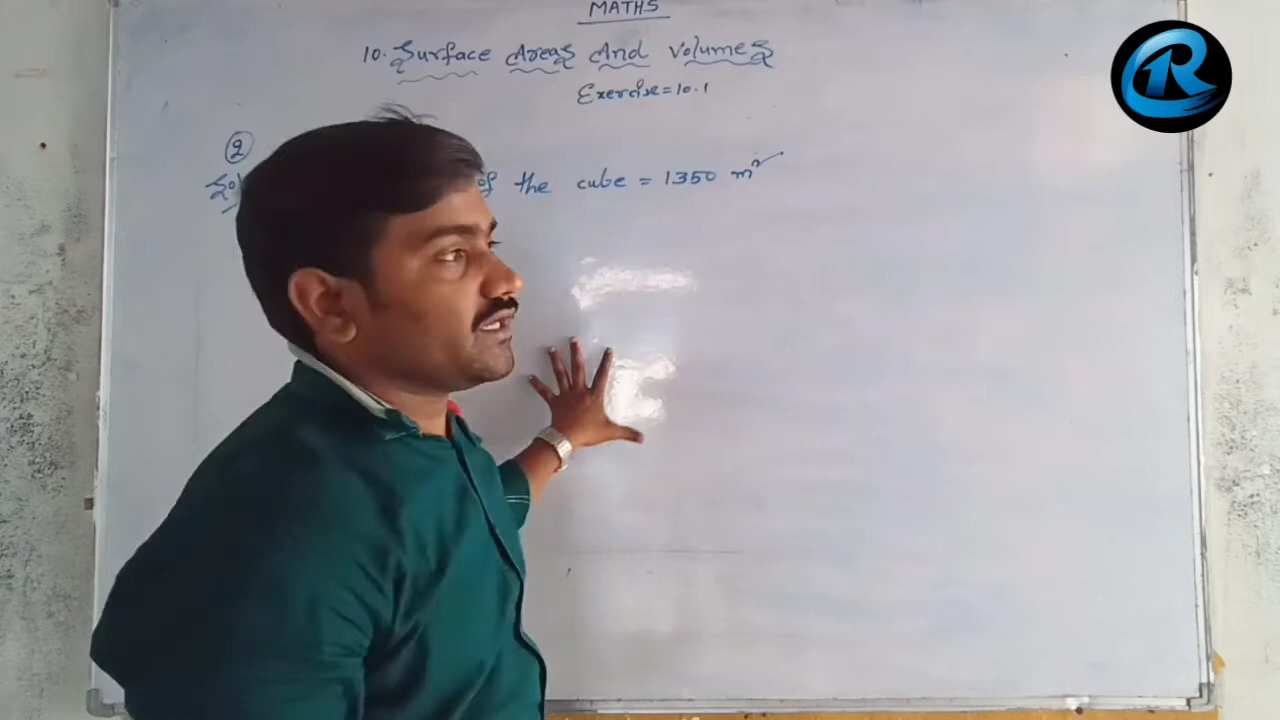 MATHS
10. Surface Areas And Volumes
Exercise = 10.1
2
of the cube = 1350 m²
R